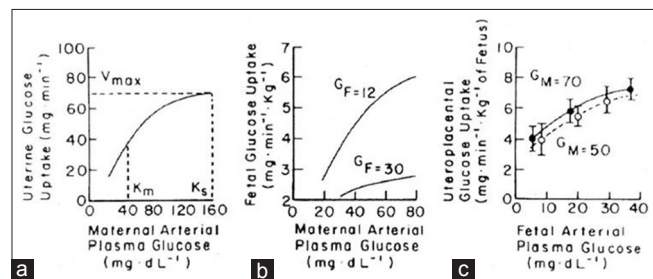 Uterine Glucose
Uptake (mg·min⁻¹)
100
80
60
40
20
0
Vmax
Km
Ks
0 40 80 120 160
Maternal Arterial
Plasma Glucose
(mg·dL⁻¹)
a
Fetal Glucose Uptake
(mg·min⁻¹·Kg⁻¹)
6
5
4
3
2
GF=12
GF=30
0 20 40 60 80
Maternal Arterial
Plasma Glucose
(mg·dL⁻¹)
b
Uteroplacental
Glucose Uptake
(mg·min⁻¹·Kg⁻¹ of Fetus)
10
8
6
4
2
0
GM=70
GM=50
0 10 20 30 40
Fetal Arterial
Plasma Glucose
(mg·dL⁻¹)
c